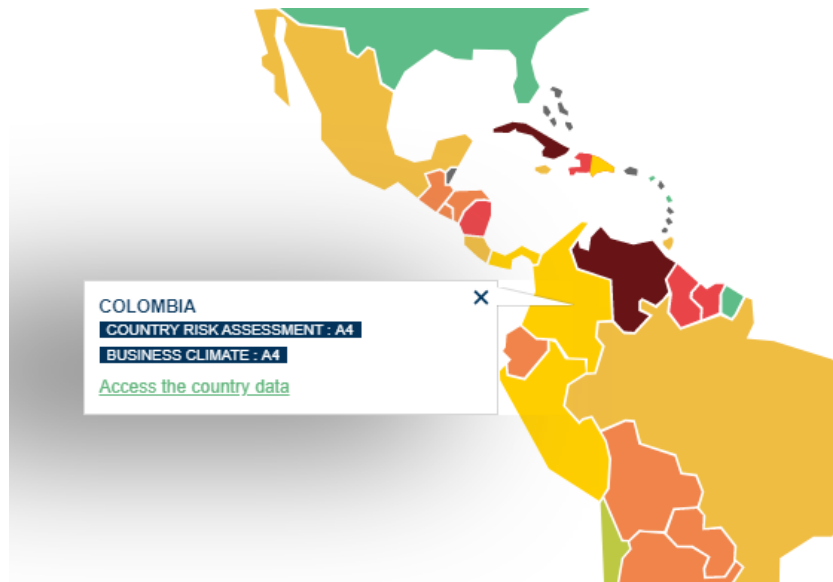 COLOMBIA
COUNTRY RISK ASSESSMENT : A4
BUSINESS CLIMATE : A4
Access the country data